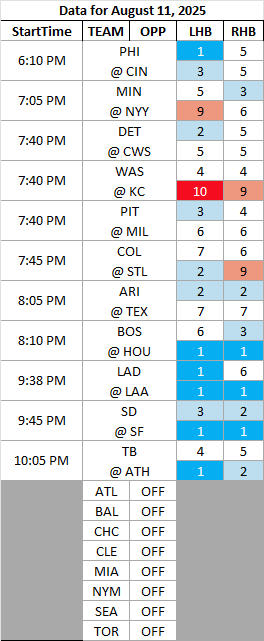 Data for August 11, 2025
StartTime TEAM OPP LHB RHB
6:10 PM PHI 1 5
@ CIN 3 5
7:05 PM MIN 5 3
@ NYY 9 6
7:40 PM DET 2 5
@ CWS 5 5
7:40 PM WAS 4 4
@ KC 10 9
7:40 PM PIT 3 4
@ MIL 6 6
7:45 PM COL 7 6
@ STL 2 9
8:05 PM ARI 2 2
@ TEX 7 7
8:10 PM BOS 6 3
@ HOU 1 1
9:38 PM LAD 1 6
@ LAA 1 1
9:45 PM SD 3 2
@ SF 1 1
10:05 PM TB 4 5
@ ATH 1 2
ATL OFF
BAL OFF
CHC OFF
CLE OFF
MIA OFF
NYM OFF
SEA OFF
TOR OFF